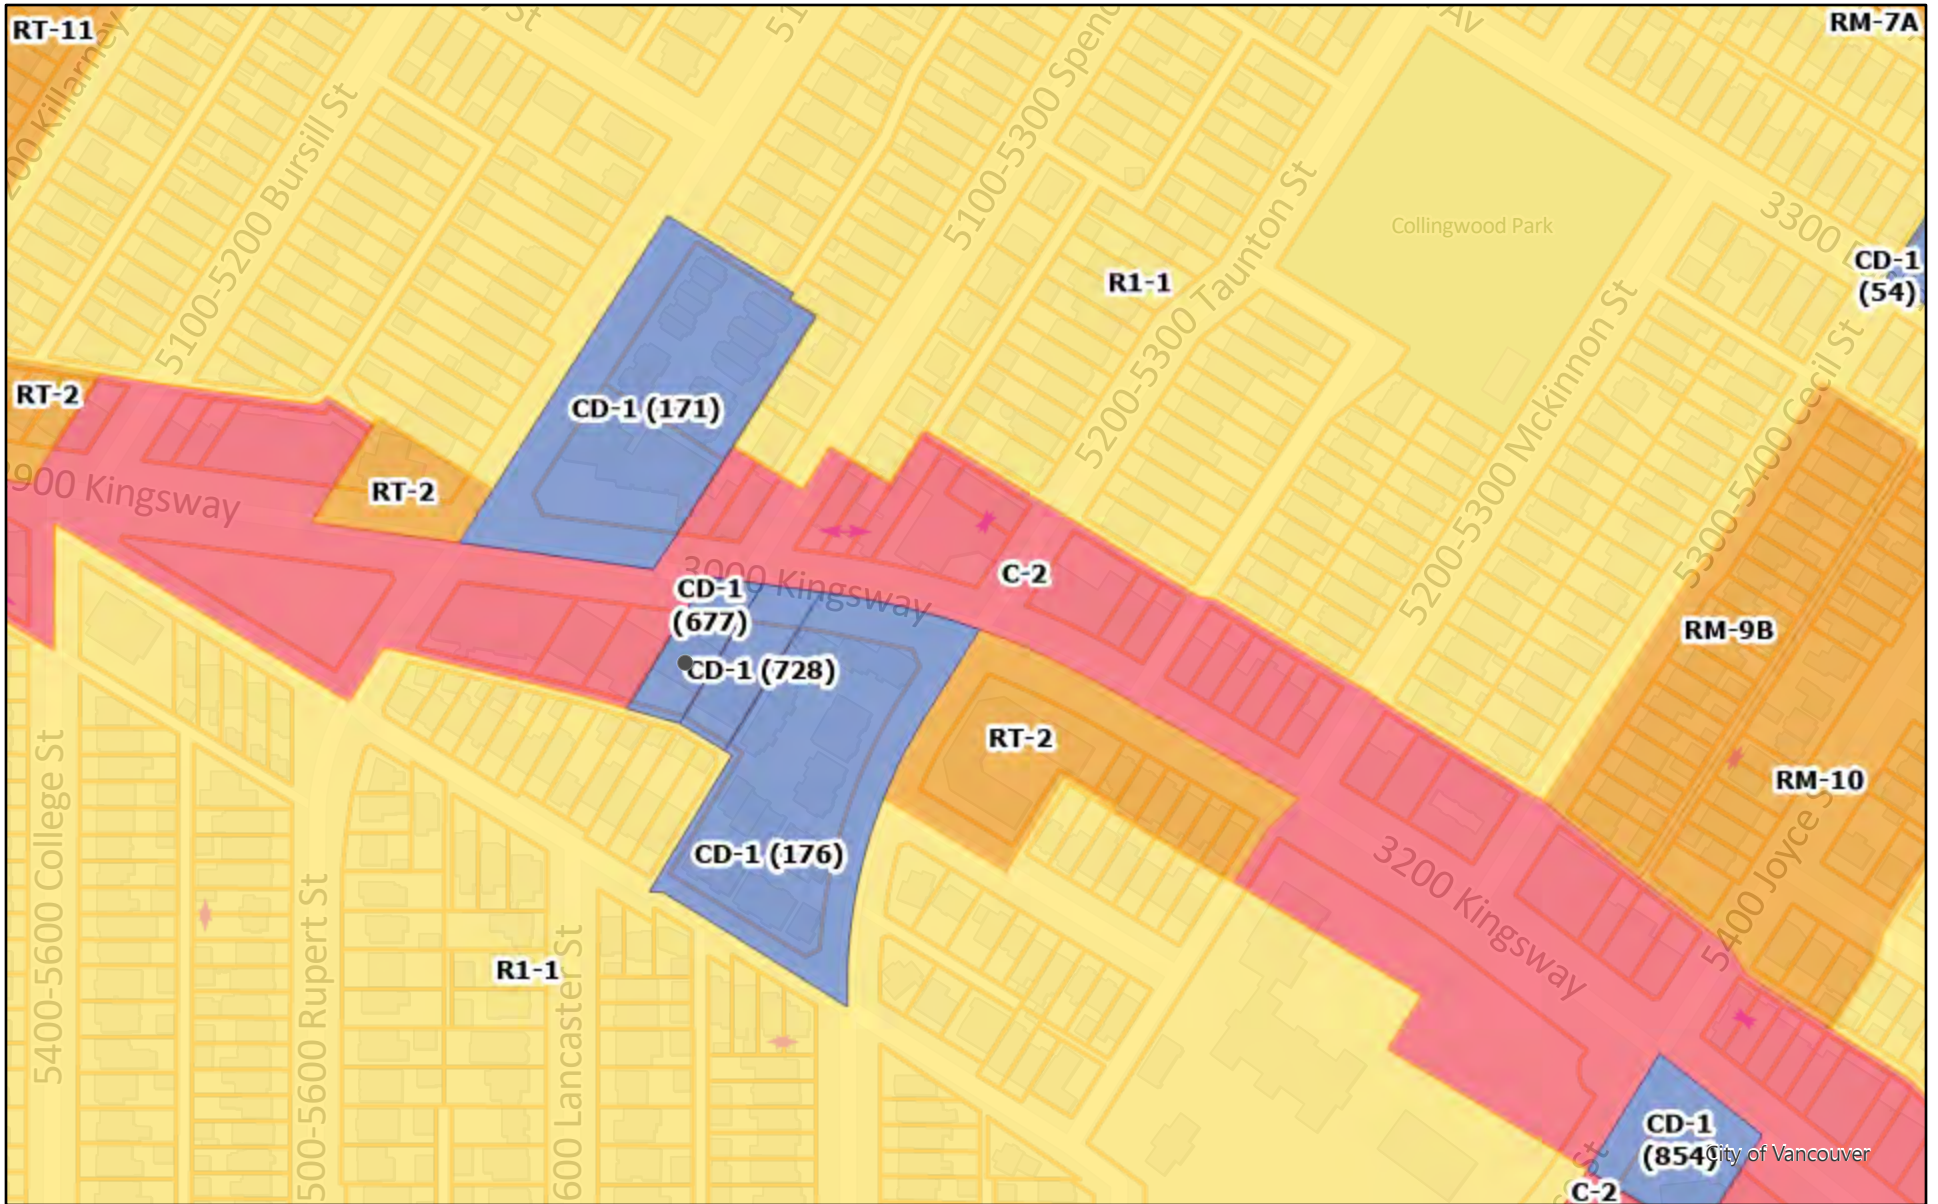 RT-11
RM-7A
St
Av
5100-5300
5100-5200 Bursill St
Collingwood Park
3300
CD-1
(54)
R1-1
5200-5300 Taunton St
5200-5300 Mckinnon St
5300-5400 Cecil St
RT-2
CD-1 (171)
RT-2
900 Kingsway
3000 Kingsway
C-2
CD-1
(677)
CD-1 (728)
RM-9B
RT-2
RM-10
CD-1 (176)
3200 Kingsway
5400 Joyce S
5400-5600 College St
R1-1
500-5600 Rupert St
600 Lancaster St
CD-1
(854)
City of Vancouver
C-2